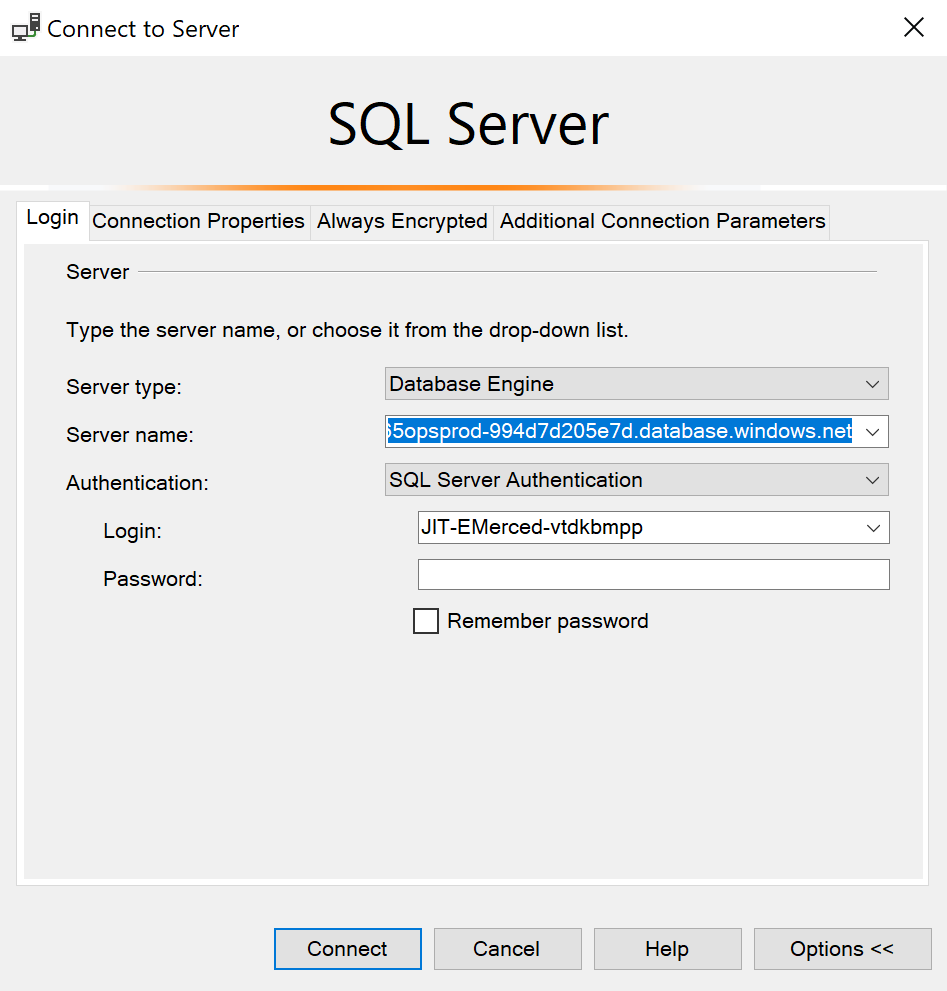 Connect to Server
SQL Server
Login Connection Properties Always Encrypted Additional Connection Parameters
Server
Type the server name, or choose it from the drop-down list.
Server type: Database Engine
Server name: 5opsprod-994d7d205e7d.database.windows.net
Authentication: SQL Server Authentication
Login: JIT-EMerced-vtdkbmpp
Password:
Remember password
Connect Cancel Help Options <<